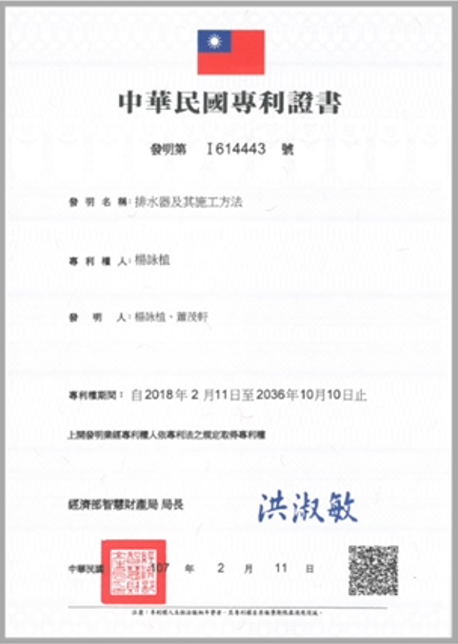 中華民國專利證書
發明第 I614443 號
發明名稱：排水器及其施工方法
專利權人：楊詠植
發明人：楊詠植、蕭茂軒
專利權期間：自2018年2月11日至2036年10月10日止
上開發明業經專利權人依專利法之規定取得專利權
經濟部智慧財產局 局長
洪淑敏
中華民國 107 年 2 月 11 日